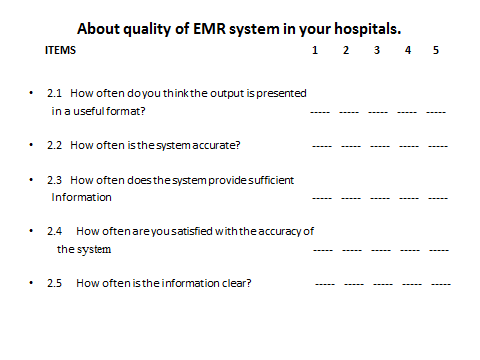 About quality of EMR system in your hospitals.
ITEMS 1 2 3 4 5
• 2.1 How often do you think the output is presented
in a useful format? ----- ----- ----- ----- -----
• 2.2 How often is the system accurate? ----- ----- ----- ----- -----
• 2.3 How often does the system provide sufficient
Information ----- ----- ----- ----- -----
• 2.4 How often are you satisfied with the accuracy of
the system ----- ----- ----- ----- -----
• 2.5 How often is the information clear? ----- ----- ----- ----- -----